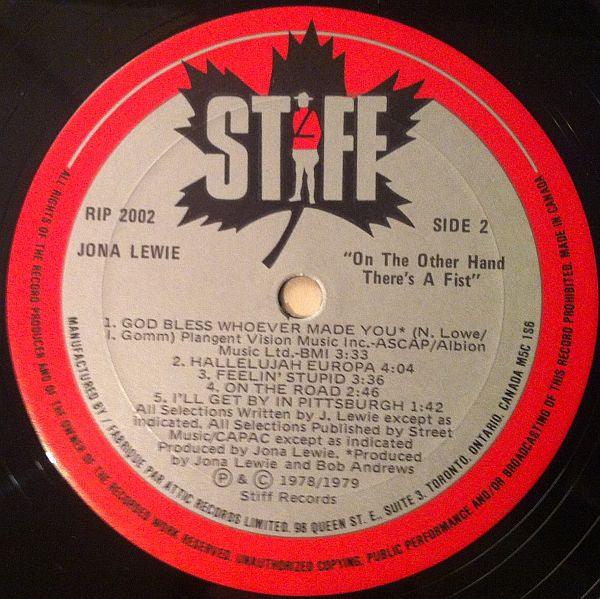 STIFF
RIP 2002
SIDE 2
JONA LEWIE
"On The Other Hand
There's A Fist"
1. GOD BLESS WHOEVER MADE YOU* (N. Lowe/
I. Gomm) Plangent Vision Music Inc.-ASCAP/Albion
Music Ltd.-BMI 3:33
2. HALLELUJAH EUROPA 4:04
3. FEELIN' STUPID 3:36
4. ON THE ROAD 2:46
5. I'LL GET BY IN PITTSBURGH 1:42
All Selections Written by J. Lewie except as
indicated. All Selections Published by Street
Music/CAPAC except as indicated
Produced by Jona Lewie. *Produced
by Jona Lewie and Bob Andrews
Ⓟ & © 1978/1979
Stiff Records
MANUFACTURED BY / FABRIQUE PAR ATTIC RECORDS LIMITED. 98 QUEEN ST. E., SUITE 3, TORONTO, ONTARIO, CANADA M5C 1S6
ALL RIGHTS OF THE RECORD PRODUCER AND OF THE OWNER OF THE RECORDED WORK RESERVED. UNAUTHORIZED COPYING, PUBLIC PERFORMANCE AND/OR BROADCASTING OF THIS RECORD PROHIBITED. MADE IN CANADA